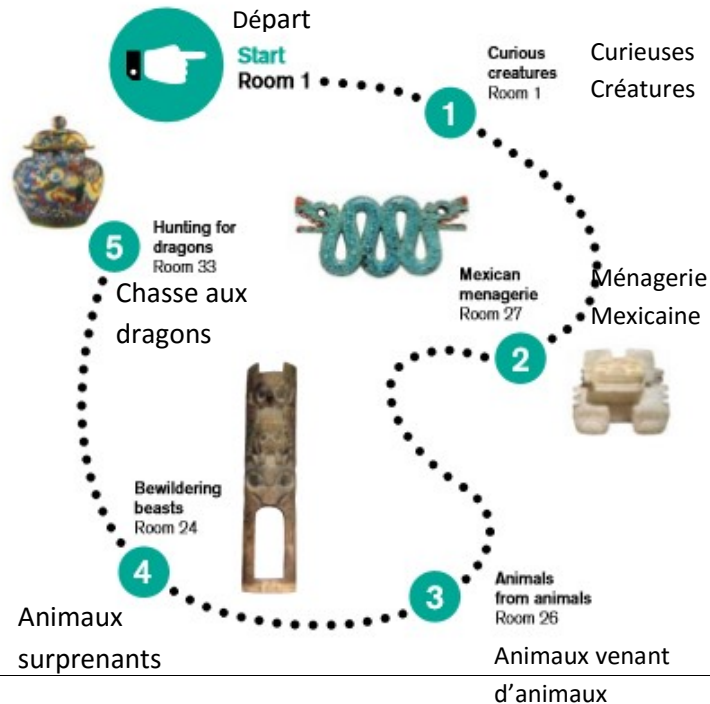 Départ
Start
Room 1
1
Curious
creatures
Room 1
Curieuses
Créatures
Mexican
menagerie
Room 27
Ménagerie
Mexicaine
2
3
Animals
from animals
Room 26
Animaux venant
d'animaux
Bewildering
beasts
Room 24
4
Animaux
surprenants
5
Hunting for
dragons
Room 33
Chasse aux
dragons